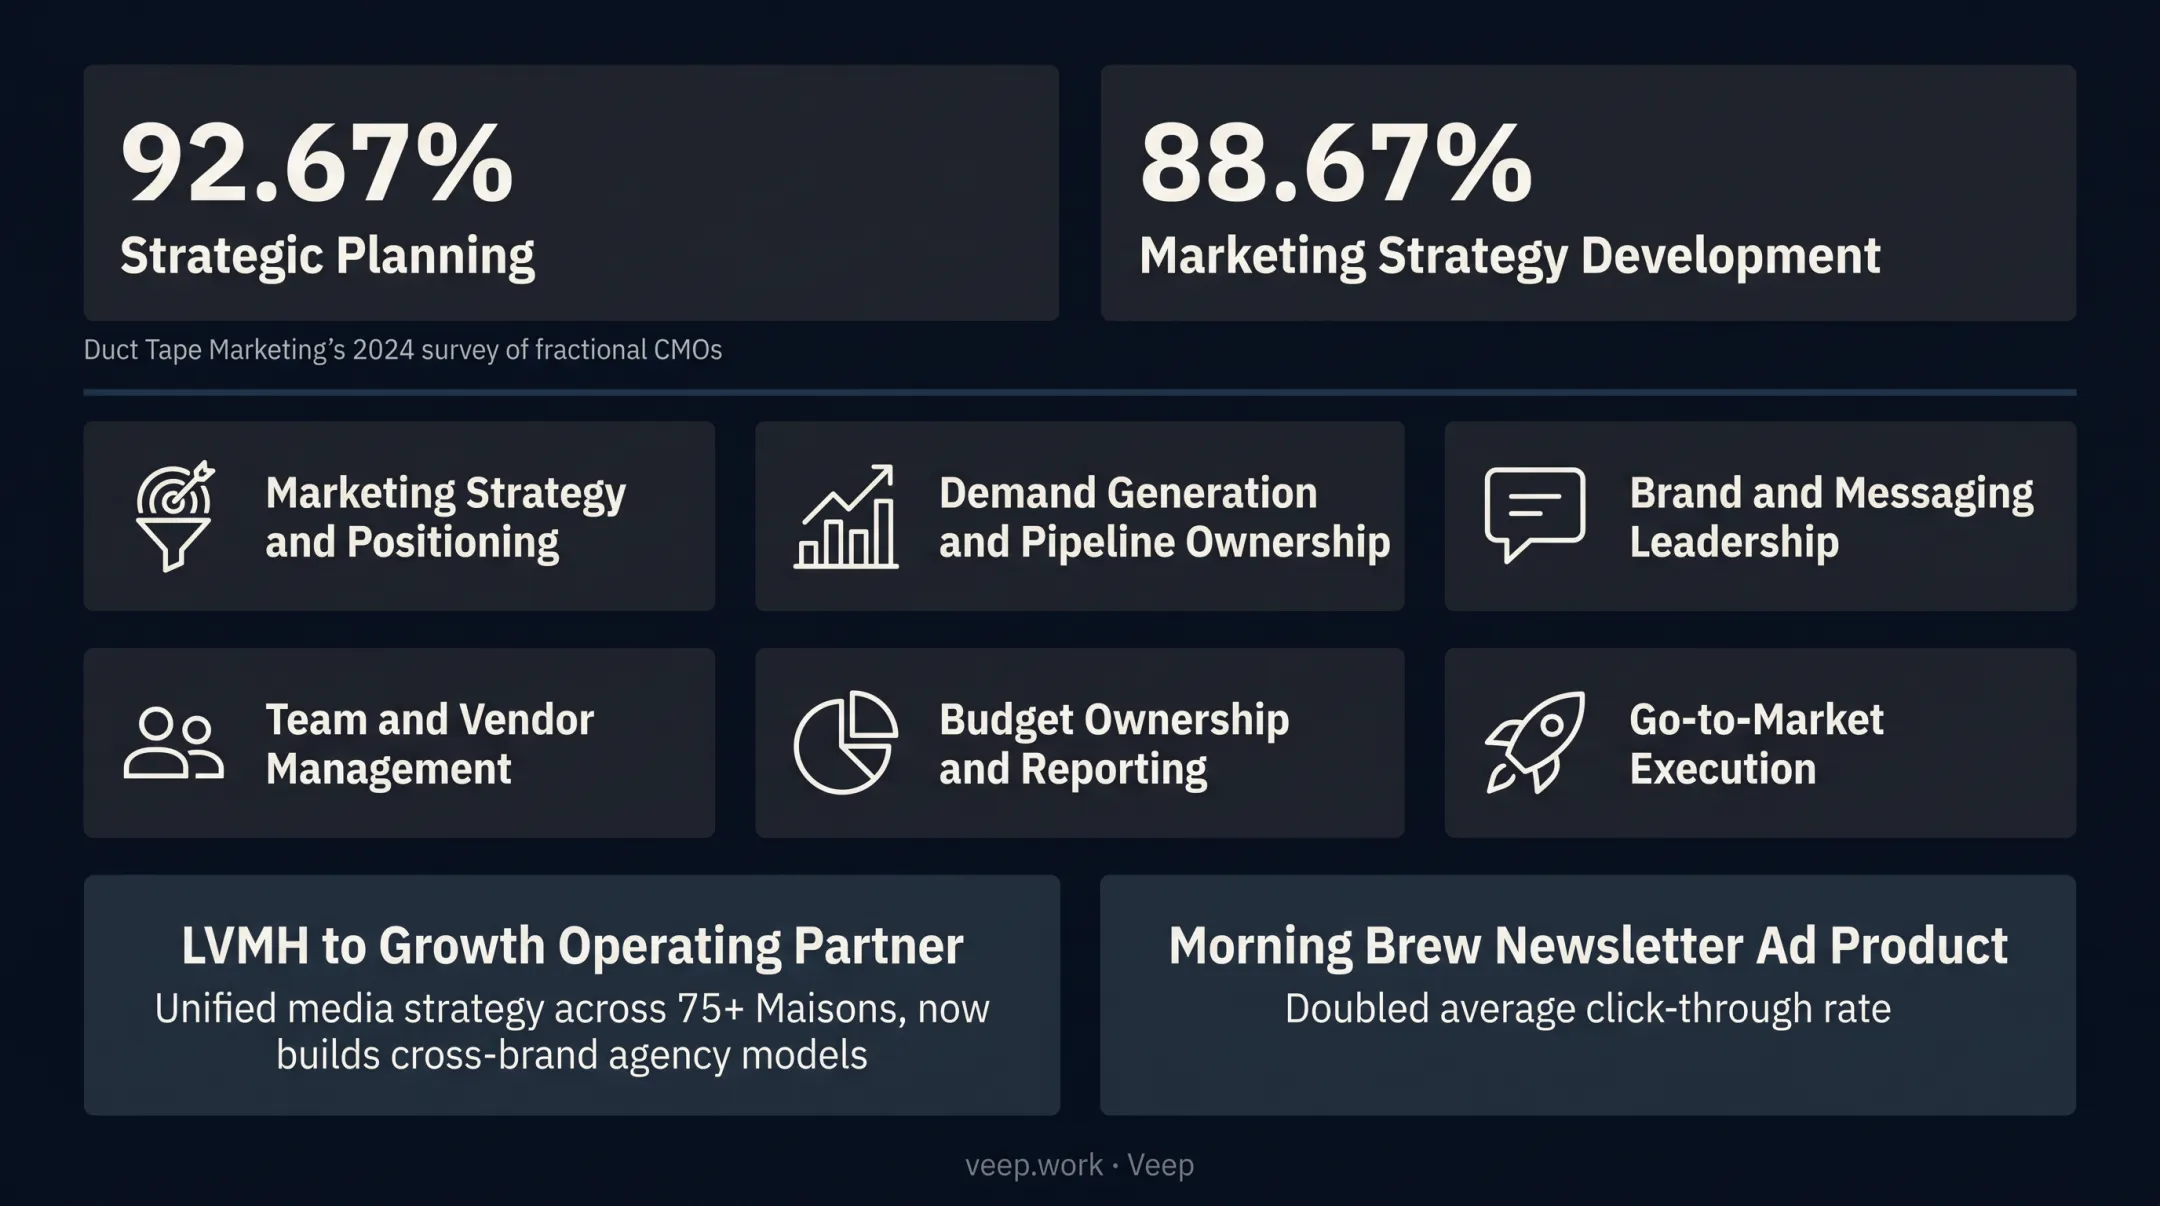 92.67%
Strategic Planning
88.67%
Marketing Strategy Development
Duct Tape Marketing’s 2024 survey of fractional CMOs
Marketing Strategy
and Positioning
Demand Generation
and Pipeline Ownership
Brand and Messaging
Leadership
Team and Vendor
Management
Budget Ownership
and Reporting
Go-to-Market
Execution
LVMH to Growth Operating Partner
Unified media strategy across 75+ Maisons, now
builds cross-brand agency models
Morning Brew Newsletter Ad Product
Doubled average click-through rate
veep.work · Veep